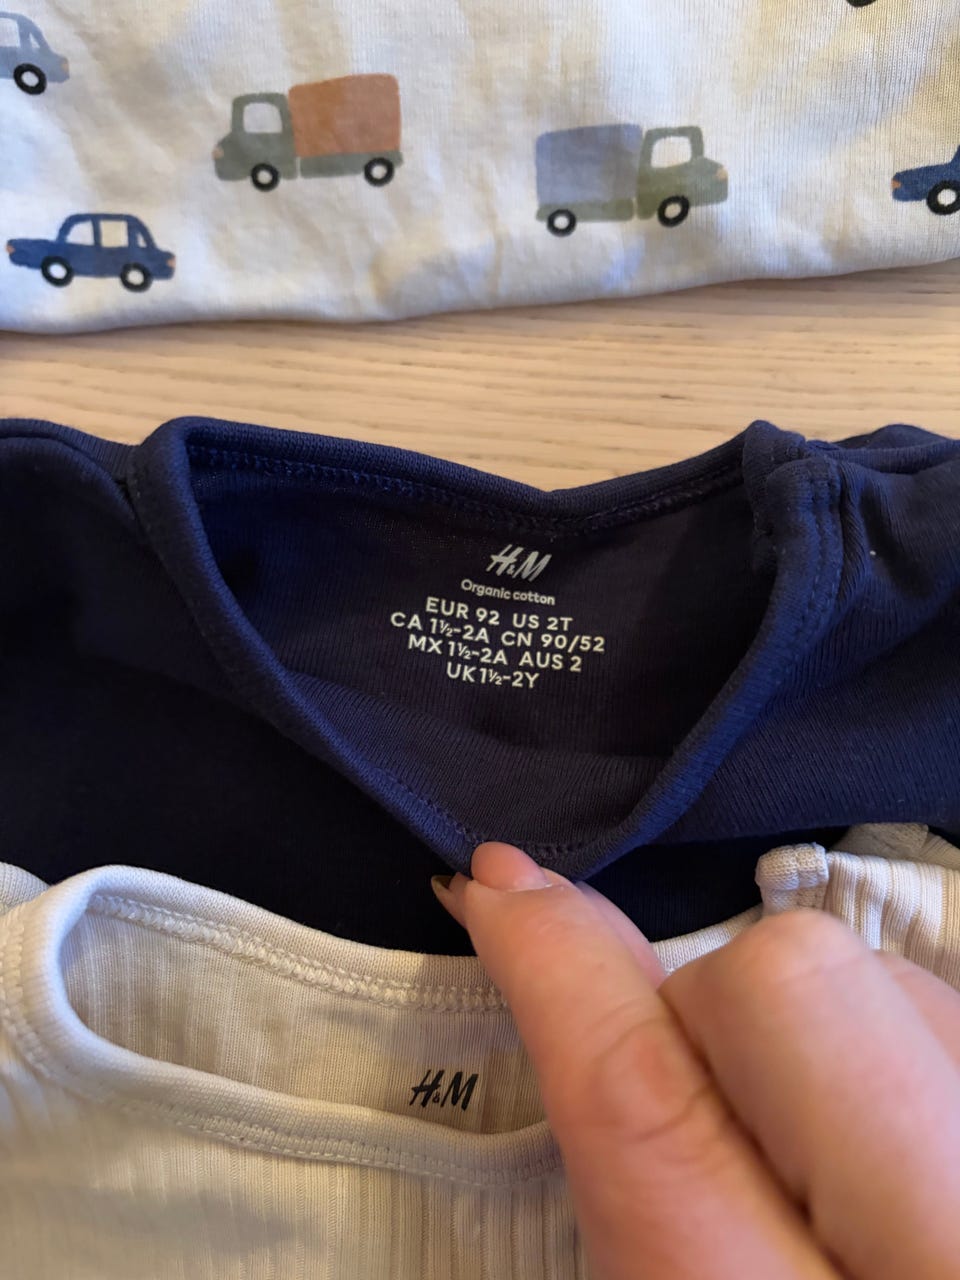 H&M
Organic cotton
EUR 92 US 2T
CA 1½-2A CN 90/52
MX 1½-2A AUS 2
UK 1½-2Y
H&M